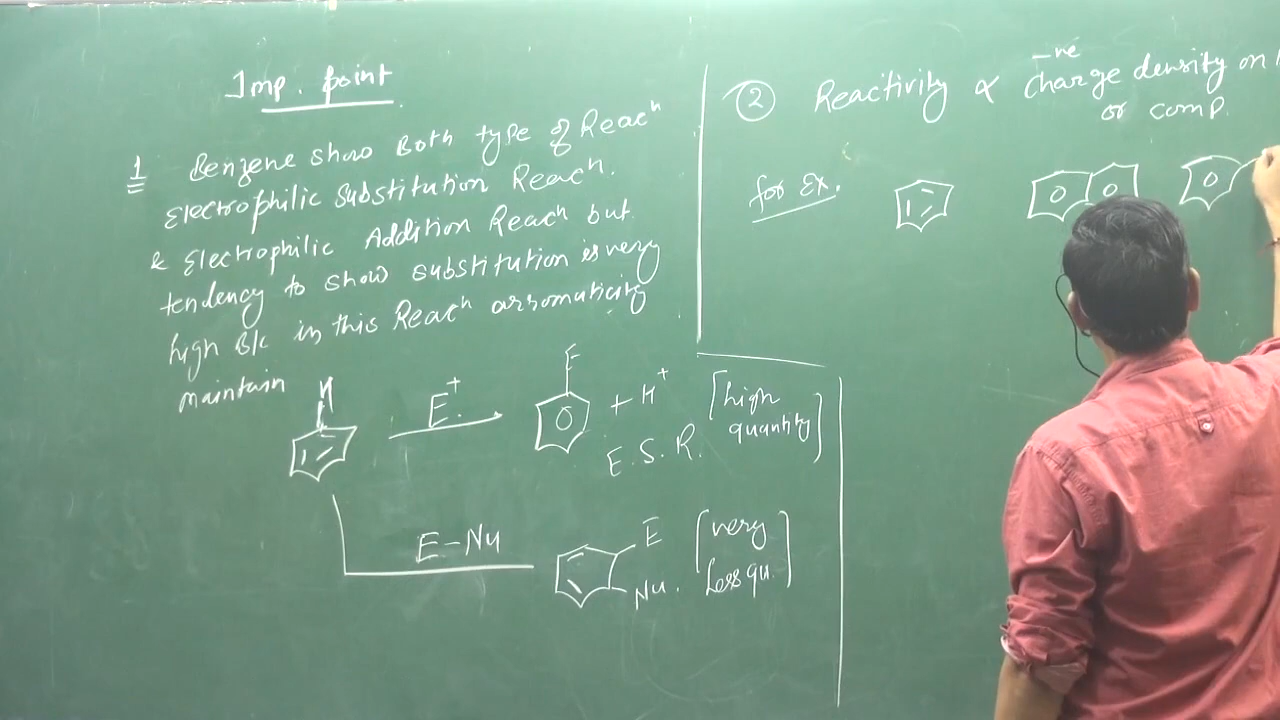 Imp. point
1 Benzene show Both type of Reacⁿ
Electrophilic substitution Reacⁿ.
& Electrophilic Addition Reacⁿ but
tendency to show substitution is very
high B/c in this Reacⁿ arromaticity
maintain
H
E⁺
E
+ H⁺
[high quantity]
E.S.R.
E-Nu
E
Nu.
[very Less qu.]
② Reactivity ∝ -ve charge density on
or comp.
for Ex.